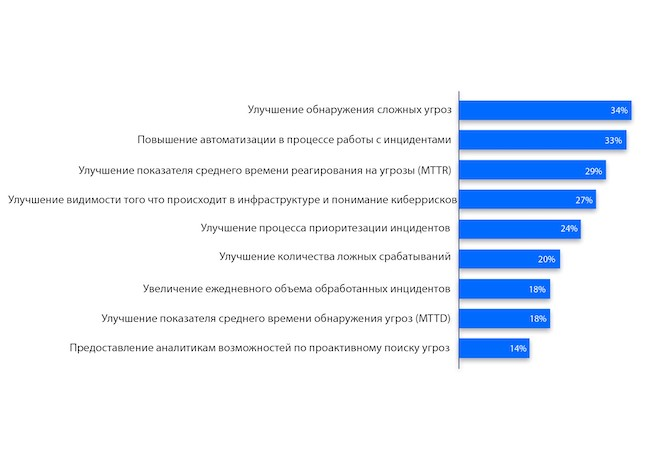 Улучшение обнаружения сложных угроз 34%
Повышение автоматизации в процессе работы с инцидентами 33%
Улучшение показателя среднего времени реагирования на угрозы (MTTR) 29%
Улучшение видимости того что происходит в инфраструктуре и понимание киберрисков 27%
Улучшение процесса приоритезации инцидентов 24%
Улучшение количества ложных срабатываний 20%
Увеличение ежедневного объема обработанных инцидентов 18%
Улучшение показателя среднего времени обнаружения угроз (MTTD) 18%
Предоставление аналитикам возможностей по проактивному поиску угроз 14%